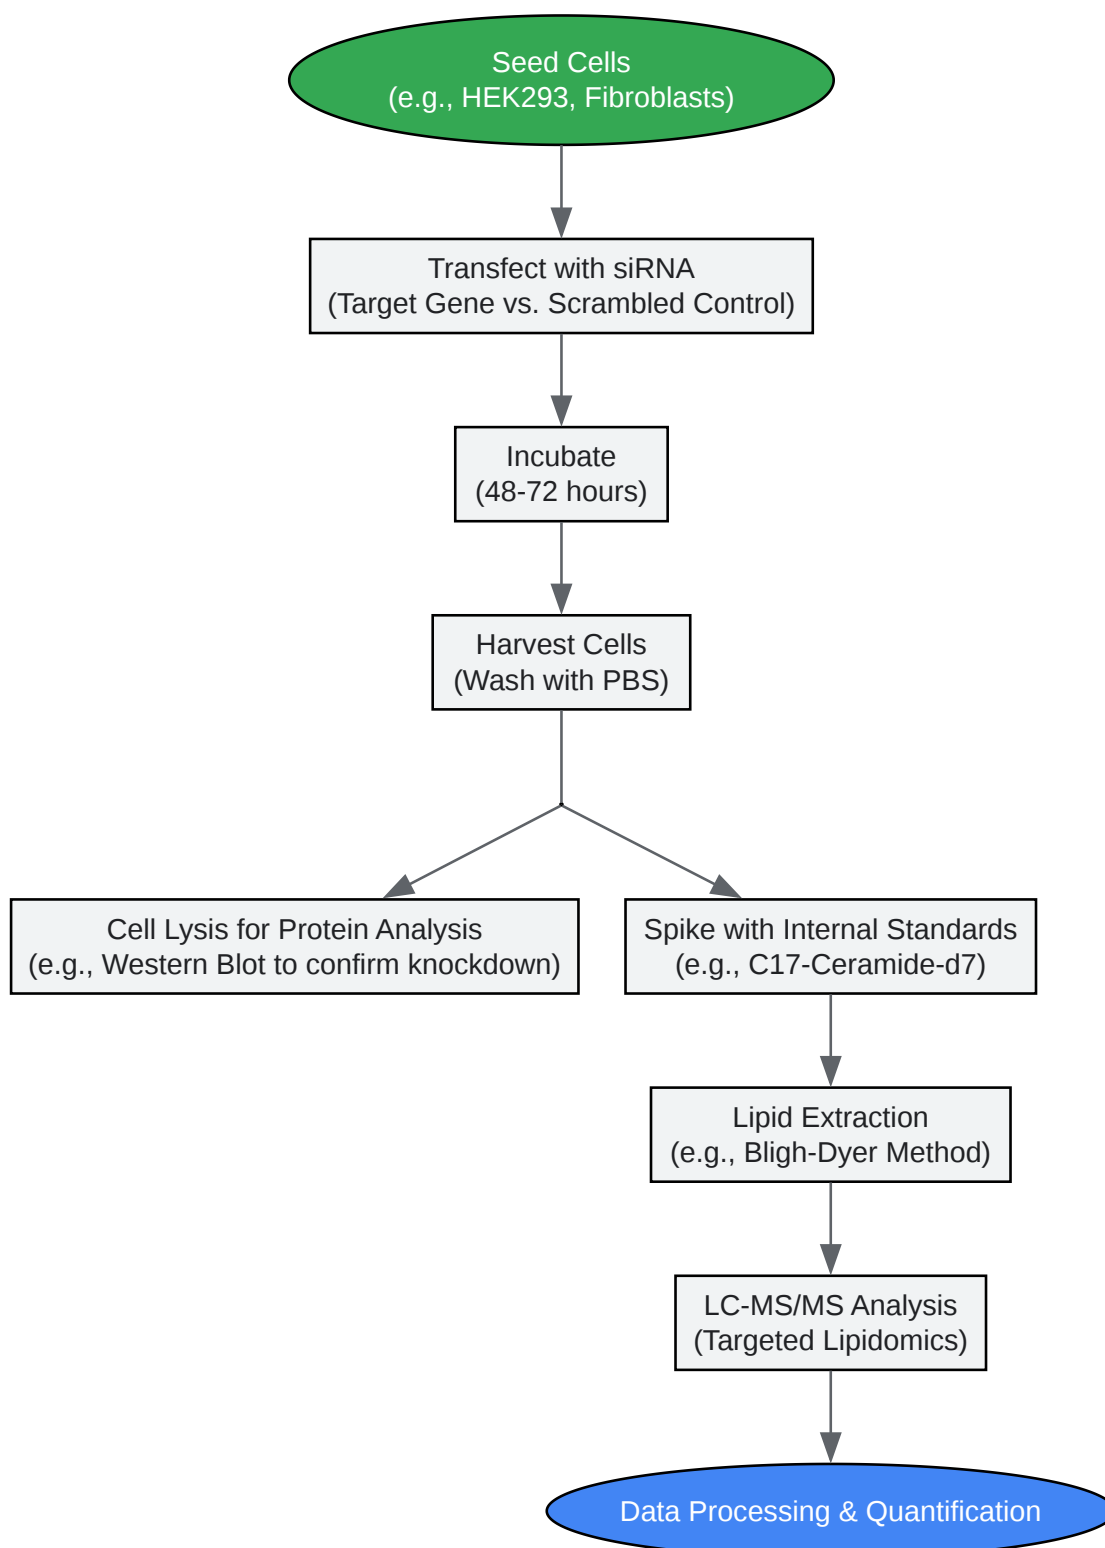 Seed Cells
(e.g., HEK293, Fibroblasts)
Transfect with siRNA
(Target Gene vs. Scrambled Control)
Incubate
(48-72 hours)
Harvest Cells
(Wash with PBS)
Cell Lysis for Protein Analysis
(e.g., Western Blot to confirm knockdown)
Spike with Internal Standards
(e.g., C17-Ceramide-d7)
Lipid Extraction
(e.g., Bligh-Dyer Method)
LC-MS/MS Analysis
(Targeted Lipidomics)
Data Processing & Quantification